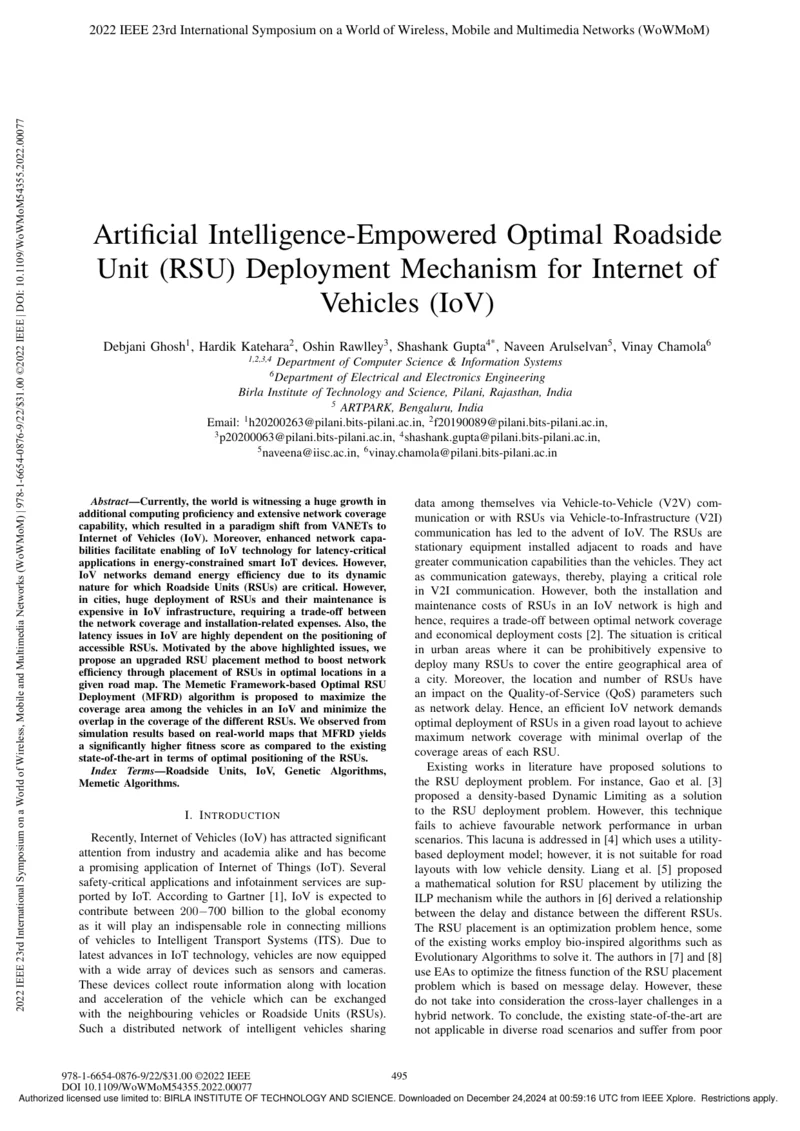 2022 IEEE 23rd International Symposium on a World of Wireless, Mobile and Multimedia Networks (WoWMoM)
2022 IEEE 23rd International Symposium on a World of Wireless, Mobile and Multimedia Networks (WoWMoM) | 978-1-6654-0876-9/22/$31.00 ©2022 IEEE | DOI: 10.1109/WoWMoM54355.2022.00077
Artificial Intelligence-Empowered Optimal Roadside
Unit (RSU) Deployment Mechanism for Internet of
Vehicles (IoV)
Debjani Ghosh1, Hardik Katehara2, Oshin Rawlley3, Shashank Gupta4*, Naveen Arulselvan5, Vinay Chamola6
1,2,3,4 Department of Computer Science & Information Systems
6Department of Electrical and Electronics Engineering
Birla Institute of Technology and Science, Pilani, Rajasthan, India
5 ARTPARK, Bengaluru, India
Email: 1h20200263@pilani.bits-pilani.ac.in, 2f20190089@pilani.bits-pilani.ac.in,
3p20200063@pilani.bits-pilani.ac.in, 4shashank.gupta@pilani.bits-pilani.ac.in,
5naveena@iisc.ac.in, 6vinay.chamola@pilani.bits-pilani.ac.in
Abstract—Currently, the world is witnessing a huge growth in
additional computing proficiency and extensive network coverage
capability, which resulted in a paradigm shift from VANETs to
Internet of Vehicles (IoV). Moreover, enhanced network capa-
bilities facilitate enabling of IoV technology for latency-critical
applications in energy-constrained smart IoT devices. However,
IoV networks demand energy efficiency due to its dynamic
nature for which Roadside Units (RSUs) are critical. However,
in cities, huge deployment of RSUs and their maintenance is
expensive in IoV infrastructure, requiring a trade-off between
the network coverage and installation-related expenses. Also, the
latency issues in IoV are highly dependent on the positioning of
accessible RSUs. Motivated by the above highlighted issues, we
propose an upgraded RSU placement method to boost network
efficiency through placement of RSUs in optimal locations in a
given road map. The Memetic Framework-based Optimal RSU
Deployment (MFRD) algorithm is proposed to maximize the
coverage area among the vehicles in an IoV and minimize the
overlap in the coverage of the different RSUs. We observed from
simulation results based on real-world maps that MFRD yields
a significantly higher fitness score as compared to the existing
state-of-the-art in terms of optimal positioning of the RSUs.
Index Terms—Roadside Units, IoV, Genetic Algorithms,
Memetic Algorithms.
I. INTRODUCTION
Recently, Internet of Vehicles (IoV) has attracted significant
attention from industry and academia alike and has become
a promising application of Internet of Things (IoT). Several
safety-critical applications and infotainment services are sup-
ported by IoT. According to Gartner [1], IoV is expected to
contribute between 200−700 billion to the global economy
as it will play an indispensable role in connecting millions
of vehicles to Intelligent Transport Systems (ITS). Due to
latest advances in IoT technology, vehicles are now equipped
with a wide array of devices such as sensors and cameras.
These devices collect route information along with location
and acceleration of the vehicle which can be exchanged
with the neighbouring vehicles or Roadside Units (RSUs).
Such a distributed network of intelligent vehicles sharing
data among themselves via Vehicle-to-Vehicle (V2V) com-
munication or with RSUs via Vehicle-to-Infrastructure (V2I)
communication has led to the advent of IoV. The RSUs are
stationary equipment installed adjacent to roads and have
greater communication capabilities than the vehicles. They act
as communication gateways, thereby, playing a critical role
in V2I communication. However, both the installation and
maintenance costs of RSUs in an IoV network is high and
hence, requires a trade-off between optimal network coverage
and economical deployment costs [2]. The situation is critical
in urban areas where it can be prohibitively expensive to
deploy many RSUs to cover the entire geographical area of
a city. Moreover, the location and number of RSUs have
an impact on the Quality-of-Service (QoS) parameters such
as network delay. Hence, an efficient IoV network demands
optimal deployment of RSUs in a given road layout to achieve
maximum network coverage with minimal overlap of the
coverage areas of each RSU.
Existing works in literature have proposed solutions to
the RSU deployment problem. For instance, Gao et al. [3]
proposed a density-based Dynamic Limiting as a solution
to the RSU deployment problem. However, this technique
fails to achieve favourable network performance in urban
scenarios. This lacuna is addressed in [4] which uses a utility-
based deployment model; however, it is not suitable for road
layouts with low vehicle density. Liang et al. [5] proposed
a mathematical solution for RSU placement by utilizing the
ILP mechanism while the authors in [6] derived a relationship
between the delay and distance between the different RSUs.
The RSU placement is an optimization problem hence, some
of the existing works employ bio-inspired algorithms such as
Evolutionary Algorithms to solve it. The authors in [7] and [8]
use EAs to optimize the fitness function of the RSU placement
problem which is based on message delay. However, these
do not take into consideration the cross-layer challenges in a
hybrid network. To conclude, the existing state-of-the-art are
not applicable in diverse road scenarios and suffer from poor
978-1-6654-0876-9/22/$31.00 ©2022 IEEE
DOI 10.1109/WoWMoM54355.2022.00077
495
Authorized licensed use limited to: BIRLA INSTITUTE OF TECHNOLOGY AND SCIENCE. Downloaded on December 24,2024 at 00:59:16 UTC from IEEE Xplore. Restrictions apply.